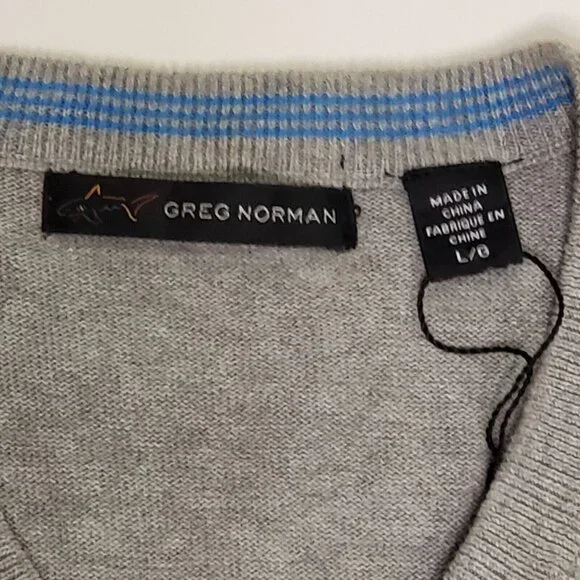 GREG NORMAN
MADE IN
CHINA
FABRIQUE EN
CHINE
L/G